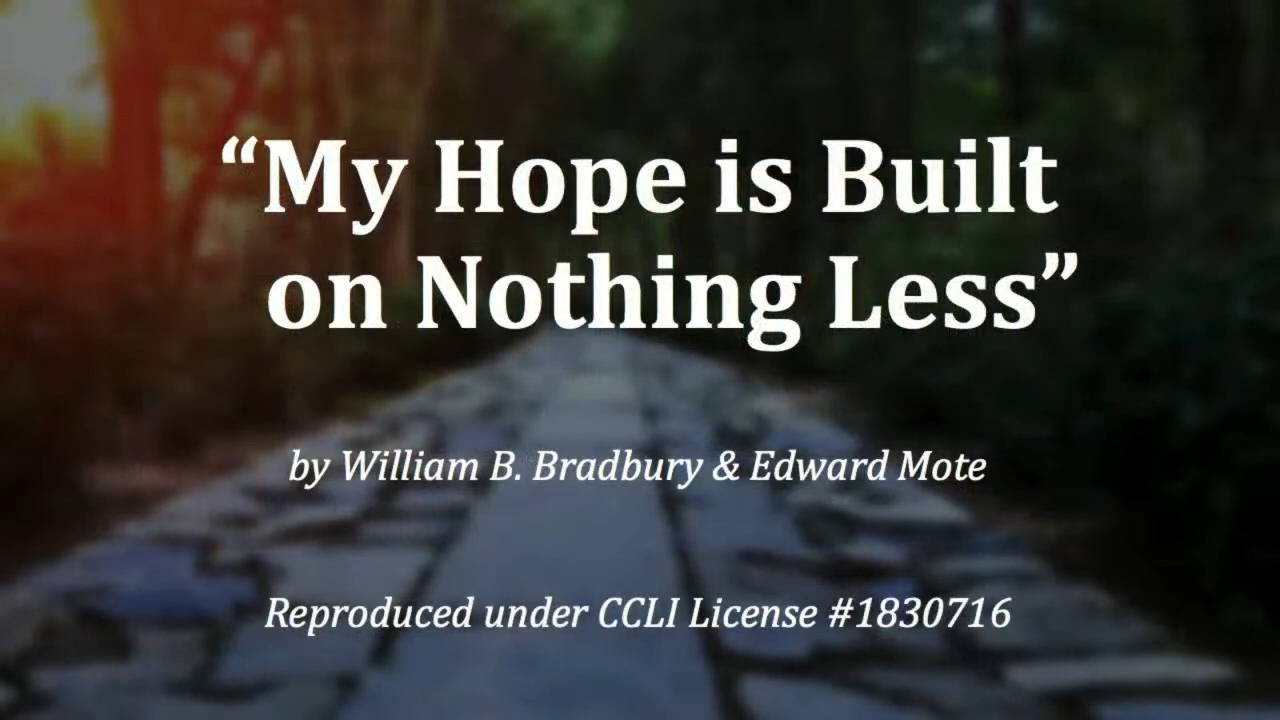 “My Hope is Built
on Nothing Less”
by William B. Bradbury & Edward Mote
Reproduced under CCLI License #1830716